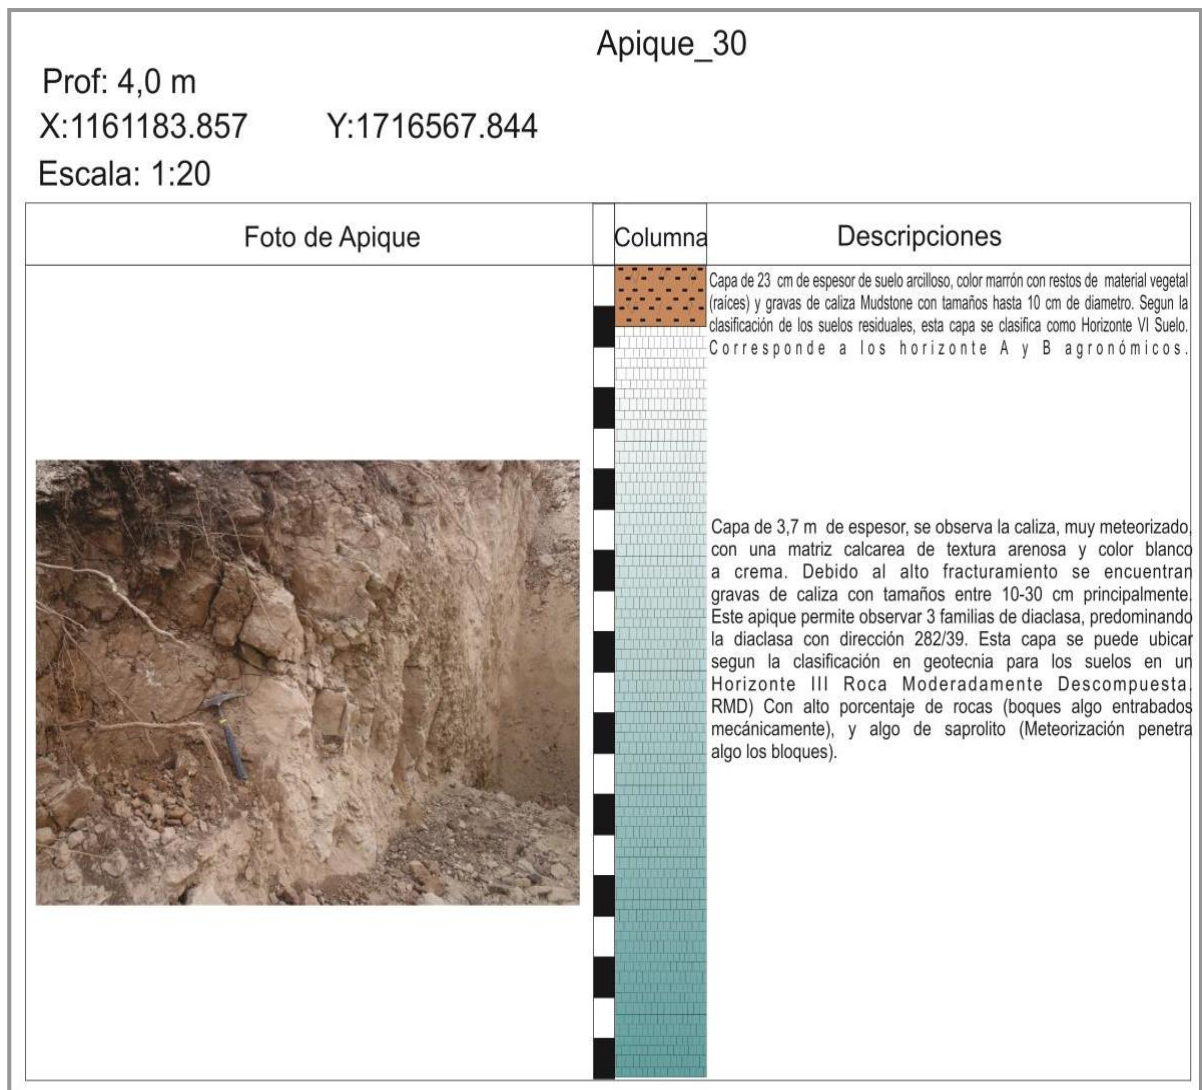 Apique_30
Prof: 4,0 m
X:1161183.857 Y:1716567.844
Escala: 1:20
Foto de Apique Columna Descripciones
Capa de 23 cm de espesor de suelo arcilloso, color marrón con restos de material vegetal
(raíces) y gravas de caliza Mudstone con tamaños hasta 10 cm de diametro. Segun la
clasificación de los suelos residuales, esta capa se clasifica como Horizonte VI Suelo.
Corresponde a los horizonte A y B agronómicos.
Capa de 3,7 m de espesor, se observa la caliza, muy meteorizado,
con una matriz calcarea de textura arenosa y color blanco
a crema. Debido al alto fracturamiento se encuentran
gravas de caliza con tamaños entre 10-30 cm principalmente.
Este apique permite observar 3 familias de diaclasa, predominando
la diaclasa con dirección 282/39. Esta capa se puede ubicar
segun la clasificación en geotecnia para los suelos en un
Horizonte III Roca Moderadamente Descompuesta.
RMD) Con alto porcentaje de rocas (boques algo entrabados
mecánicamente), y algo de saprolito (Meteorización penetra
algo los bloques).